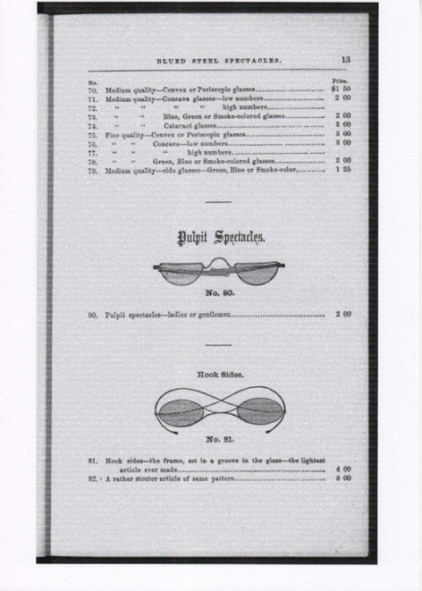 BLUED STEEL SPECTACLES. 13
No. Price.
70. Medium quality—Convex or Periscopic glasses........ $1 50
71. Medium quality—Concave glasses—low numbers........ 2 00
72. " " " " high numbers........
73. " " Blue, Green or Smoke-colored glasses........ 2 00
74. " " Cataract glasses........ 3 00
75. Fine quality—Convex or Periscopic glasses........ 3 00
76. " " Concave—low numbers........ 3 00
77. " " " high numbers........
78. " " Green, Blue or Smoke-colored glasses........ 3 00
79. Medium quality—side glasses—Green, Blue or Smoke-color........ 1 25
Pulpit Spectacles.
No. 80.
80. Pulpit spectacles—ladies or gentlemen........ 2 00
Hook Sides.
No. 81.
81. Hook sides—the frame, set in a groove in the glass—the lightest
article ever made........ 4 00
82. A rather stouter article of same pattern........ 3 00